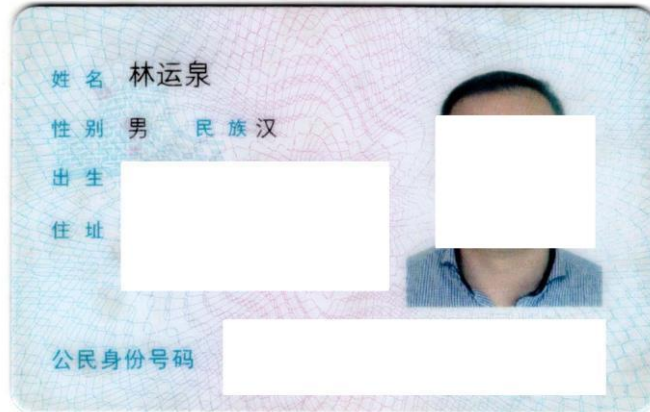 姓名 林运泉
性别 男 民族 汉
出生
住址
公民身份号码